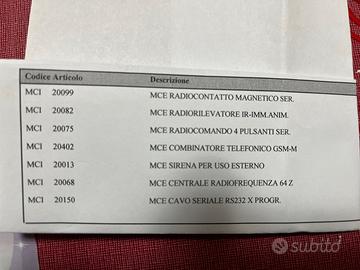 Codice Articolo Descrizione
MCI 20099 MCE RADIOCONTATTO MAGNETICO SER.
MCI 20082 MCE RADIORILEVATORE IR-IMM.ANIM.
MCI 20075 MCE RADIOCOMANDO 4 PULSANTI SER.
MCI 20402 MCE COMBINATORE TELEFONICO GSM-M
MCI 20013 MCE SIRENA PER USO ESTERNO
MCI 20068 MCE CENTRALE RADIOFREQUENZA 64 Z
MCI 20150 MCE CAVO SERIALE RS232 X PROGR.
subito